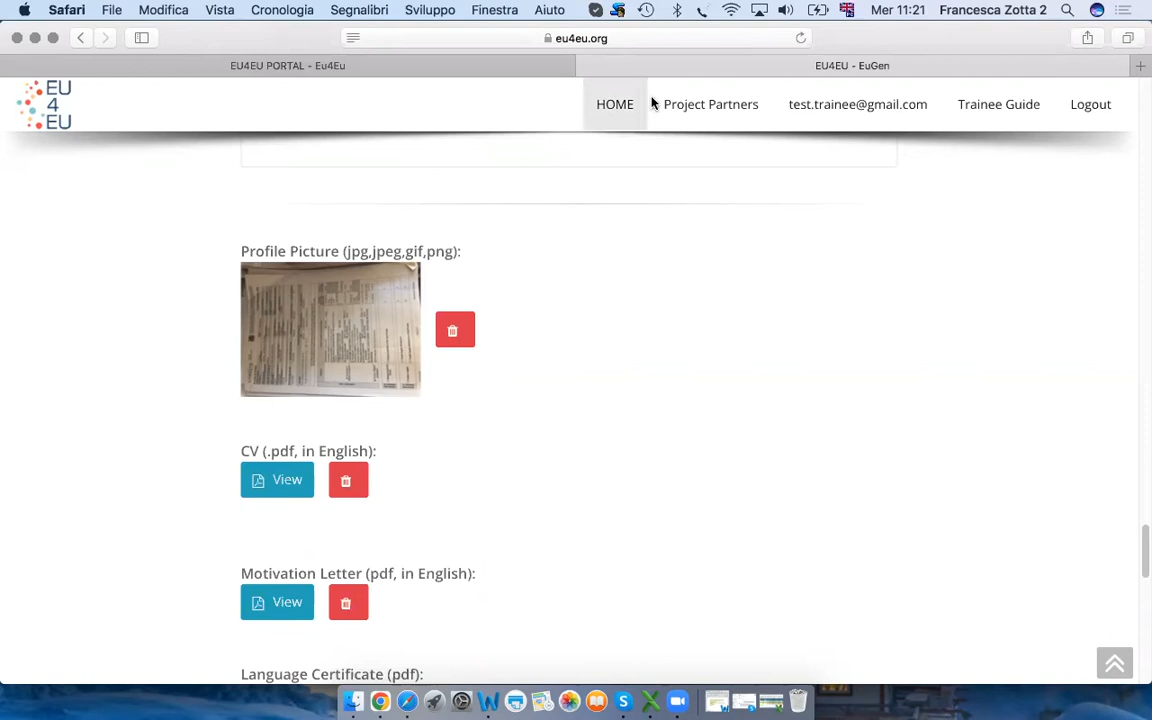 Safari File Modifica Vista Cronologia Segnalibri Sviluppo Finestra Aiuto Mer 11:21 Francesca Zotta 2
eu4eu.org
EU4EU PORTAL - Eu4Eu EU4EU - EuGen
EU
4
EU
HOME Project Partners test.trainee@gmail.com Trainee Guide Logout
Profile Picture (jpg,jpeg,gif,png):
CV (.pdf, in English):
View
Motivation Letter (pdf, in English):
View
Language Certificate (pdf):